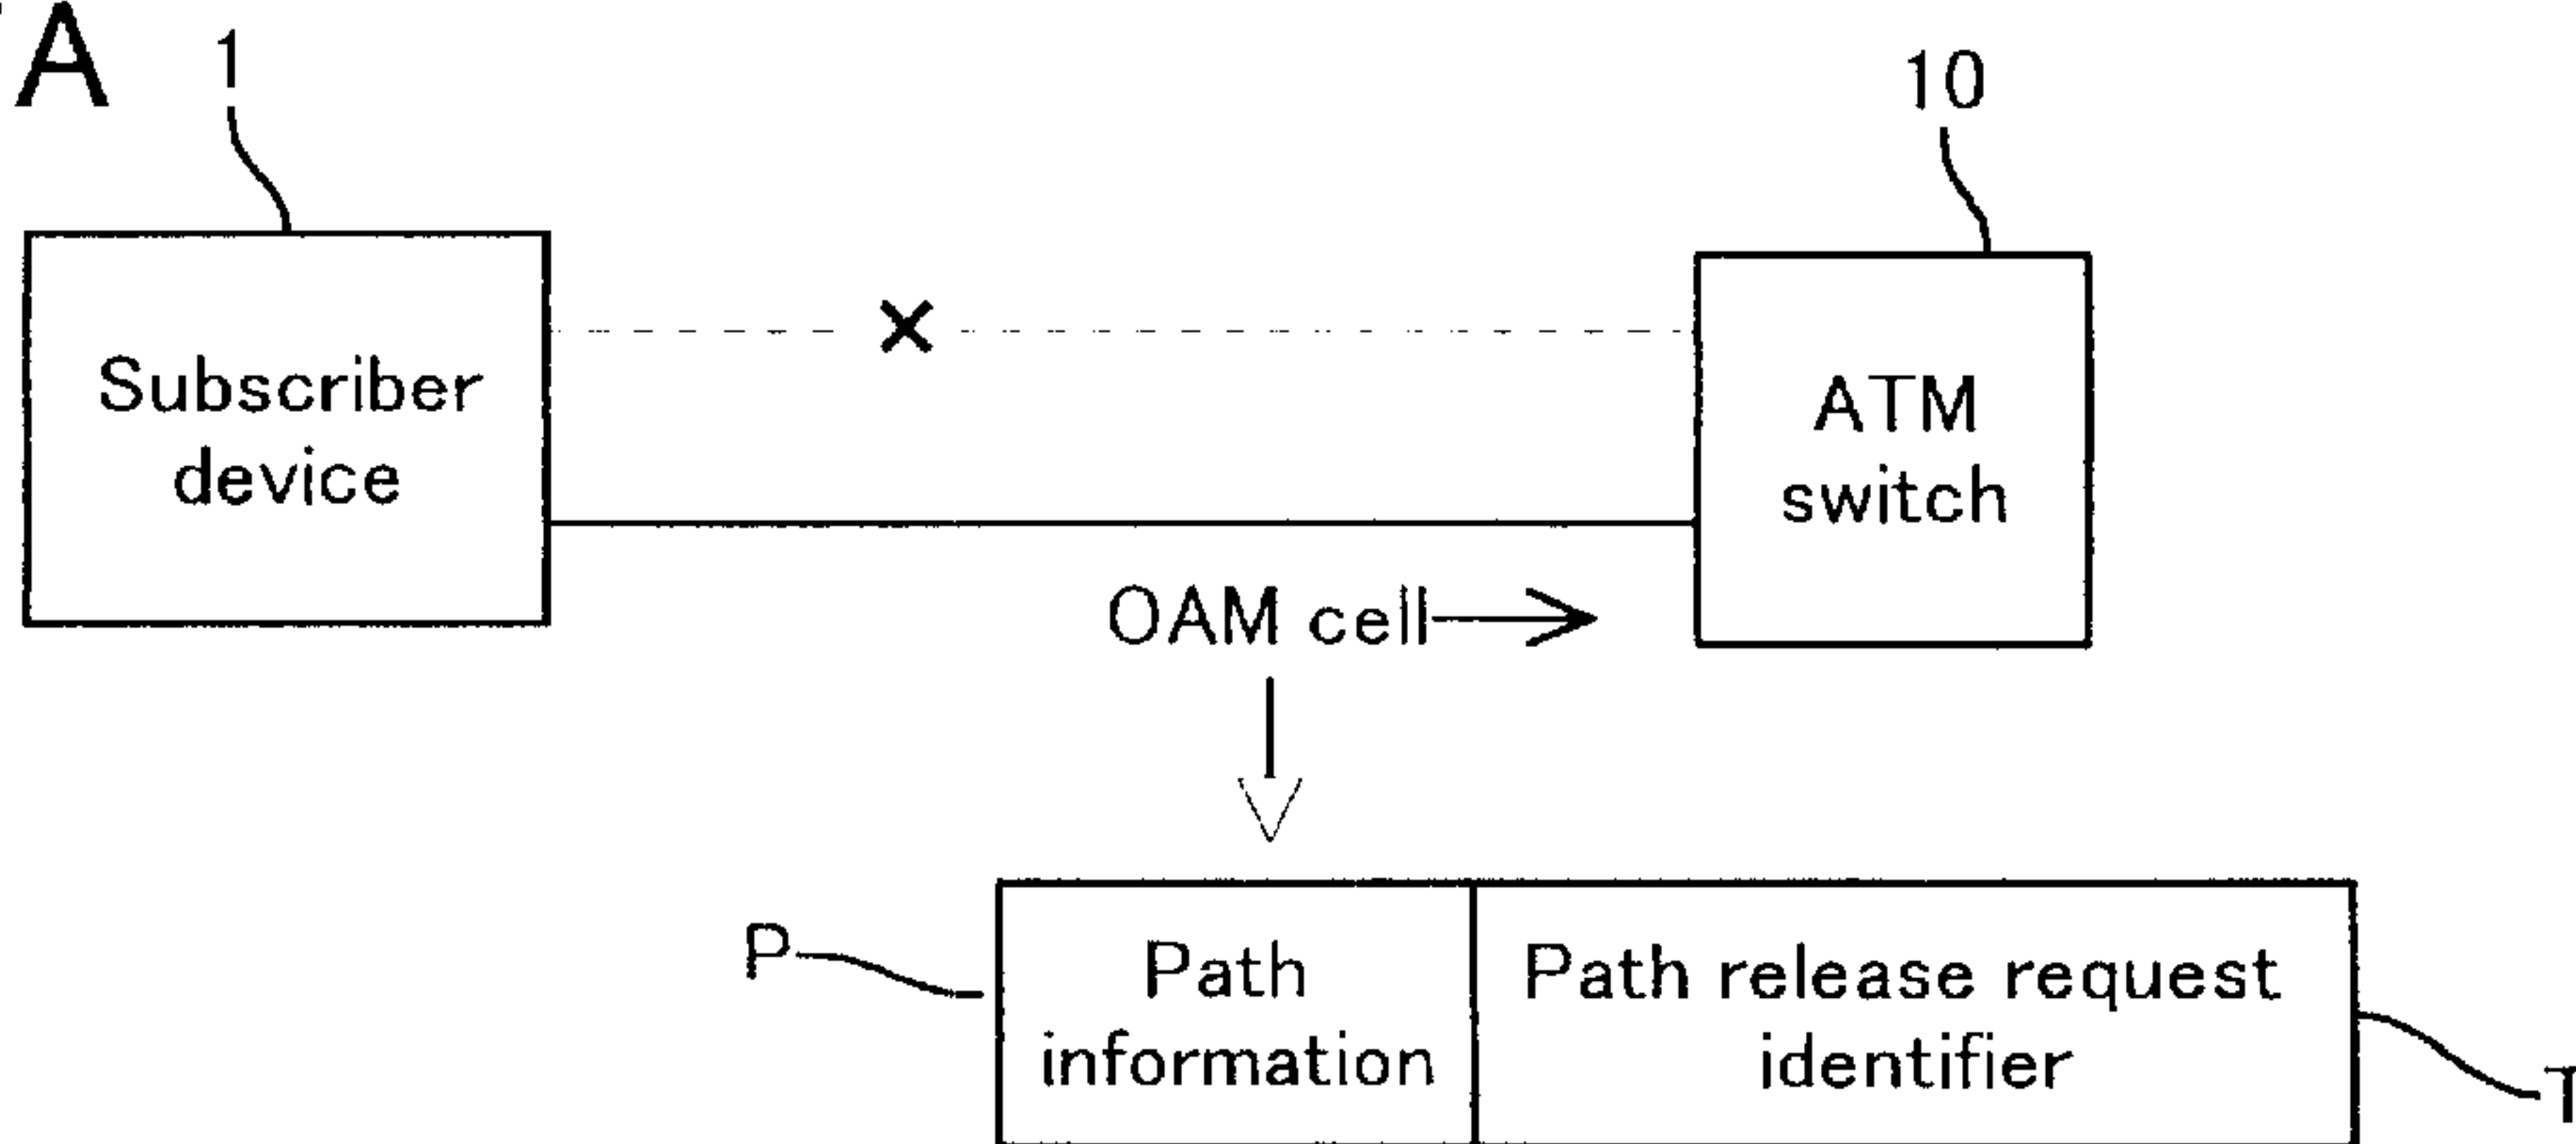 A
1
10
Subscriber
device
ATM
switch
OAM cell
P
Path
information
Path release request
identifier
T